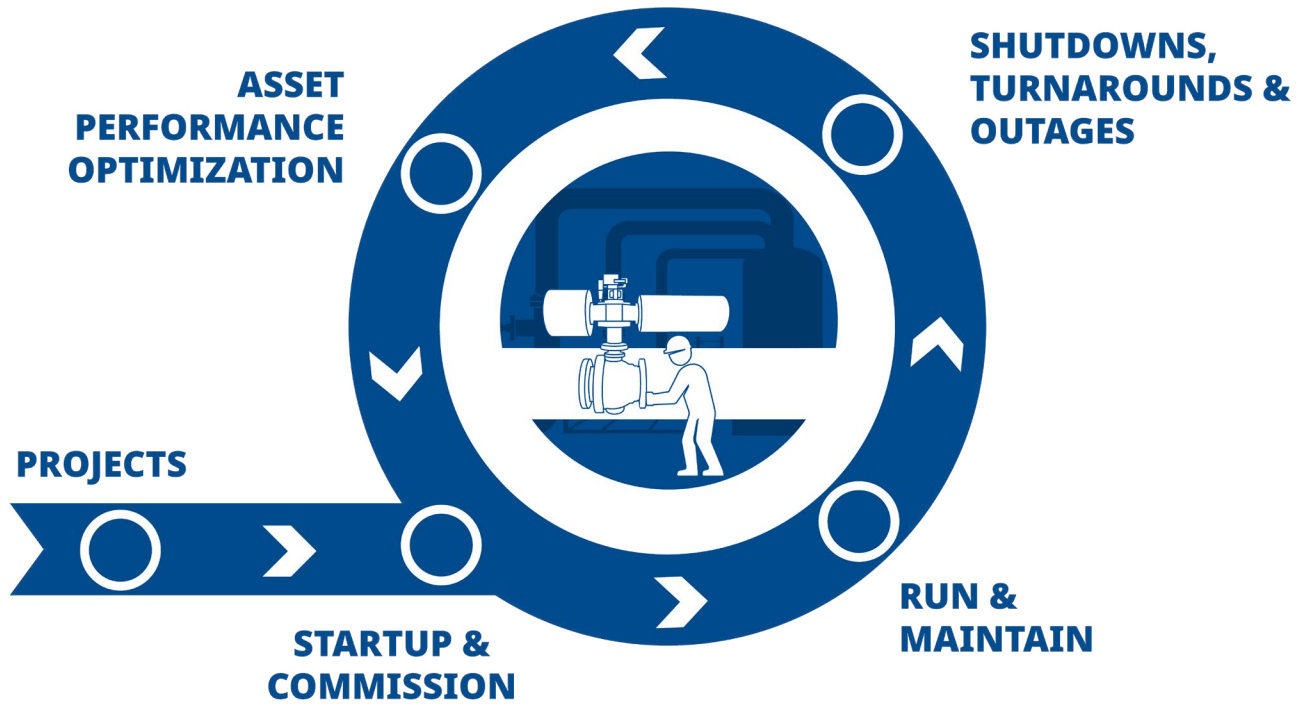 ASSET
PERFORMANCE
OPTIMIZATION
SHUTDOWNS,
TURNAROUNDS &
OUTAGES
PROJECTS
STARTUP &
COMMISSION
RUN &
MAINTAIN